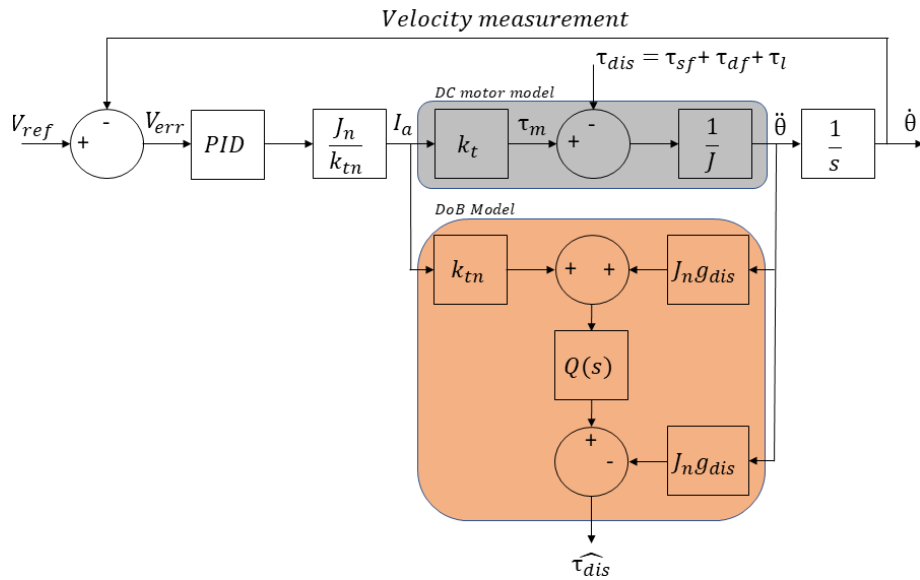 Velocity measurement
τ_dis = τ_sf + τ_df + τ_l
DC motor model
V_ref
+
-
V_err
PID
J_n
k_tn
I_a
k_t
τ_m
+
-
1
J
θ̈
1
s
θ̇
DoB Model
k_tn
+
+
J_n g_dis
Q(s)
+
-
J_n g_dis
τ̂_dis